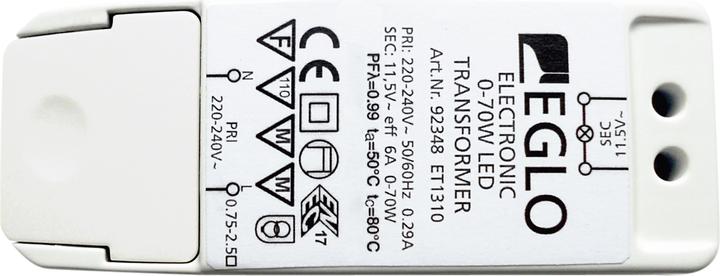 EGLO
ELECTRONIC
0-70W LED
TRANSFORMER
Art.Nr. 92348 ET1310
PRI: 220-240V~ 50/60Hz 0.29A
SEC: 11,5V~ eff 6A 0-70W
PFλ=0.99 ta=50°C tc=80°C
SEC
11.5V~
CE
F
110
M
M
ENEC
17
N
PRI
220-240V~
L
0.75-2.5□